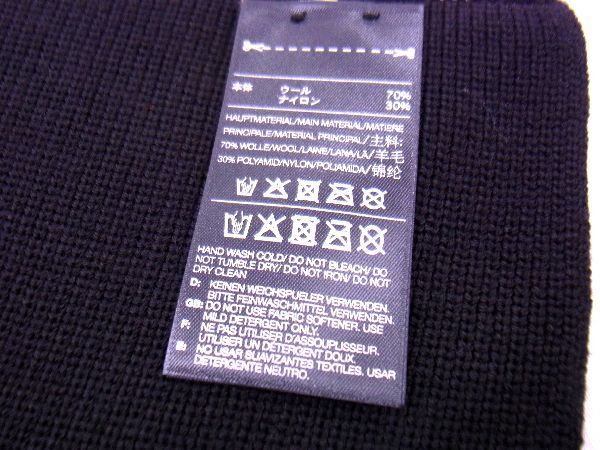 本体 ウール 70%
ナイロン 30%
HAUPTMATERIAL/MAIN MATERIAL/MATIERE
PRINCIPALE/MATERIAL PRINCIPAL/主料:
70% WOLLE/WOOL/LAINE/LANA/LÃ/羊毛
30% POLYAMID/NYLON/POLIAMIDA/锦纶
HAND WASH COLD/ DO NOT BLEACH/ DO
NOT TUMBLE DRY/ DO NOT IRON/ DO NOT
DRY CLEAN
D: KEINEN WEICHSPUELER VERWENDEN.
BITTE FEINWASCHMITTEL VERWENDEN.
GB: DO NOT USE FABRIC SOFTENER. USE
MILD DETERGENT ONLY.
F: NE PAS UTILISER D'ASSOUPLISSEUR.
UTILISER UN DÉTERGENT DOUX.
E: NO USAR SUAVIZANTES TEXTILES. USAR
DETERGENTE NEUTRO.